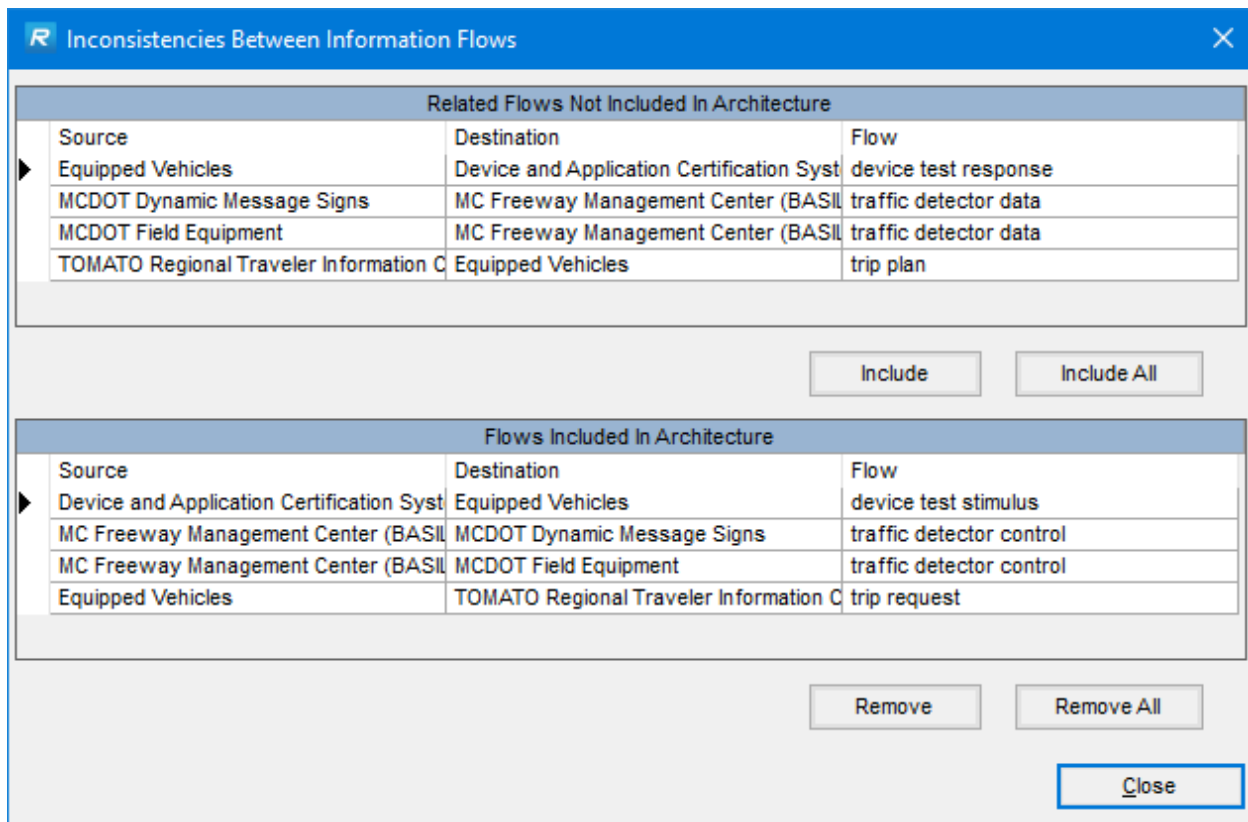 R Inconsistencies Between Information Flows
Related Flows Not Included In Architecture
Source Destination Flow
Equipped Vehicles Device and Application Certification Syst device test response
MCDOT Dynamic Message Signs MC Freeway Management Center (BASIL traffic detector data
MCDOT Field Equipment MC Freeway Management Center (BASIL traffic detector data
TOMATO Regional Traveler Information C Equipped Vehicles trip plan
Include Include All
Flows Included In Architecture
Source Destination Flow
Device and Application Certification Syst Equipped Vehicles device test stimulus
MC Freeway Management Center (BASIL MCDOT Dynamic Message Signs traffic detector control
MC Freeway Management Center (BASIL MCDOT Field Equipment traffic detector control
Equipped Vehicles TOMATO Regional Traveler Information C trip request
Remove Remove All
Close